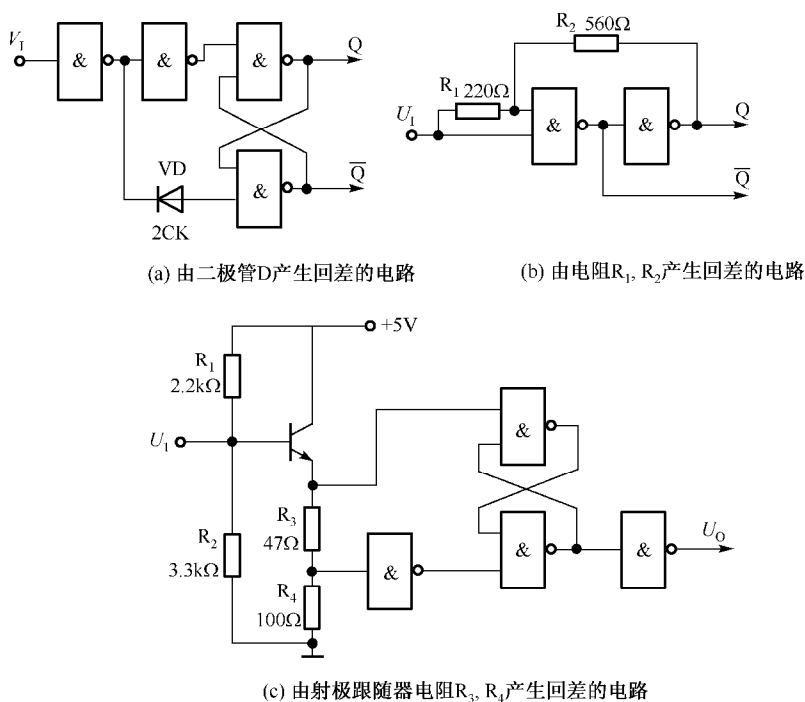 V_I
&
&
&
Q
&
Q̅
VD
2CK
(a) 由二极管D产生回差的电路
R₂ 560Ω
R₁ 220Ω
U_I
&
&
Q
Q̅
(b) 由电阻R₁, R₂产生回差的电路
+5V
R₁
2.2kΩ
U_I
R₂
3.3kΩ
R₃
47Ω
R₄
100Ω
&
&
&
&
U_O
(c) 由射极跟随器电阻R₃, R₄产生回差的电路